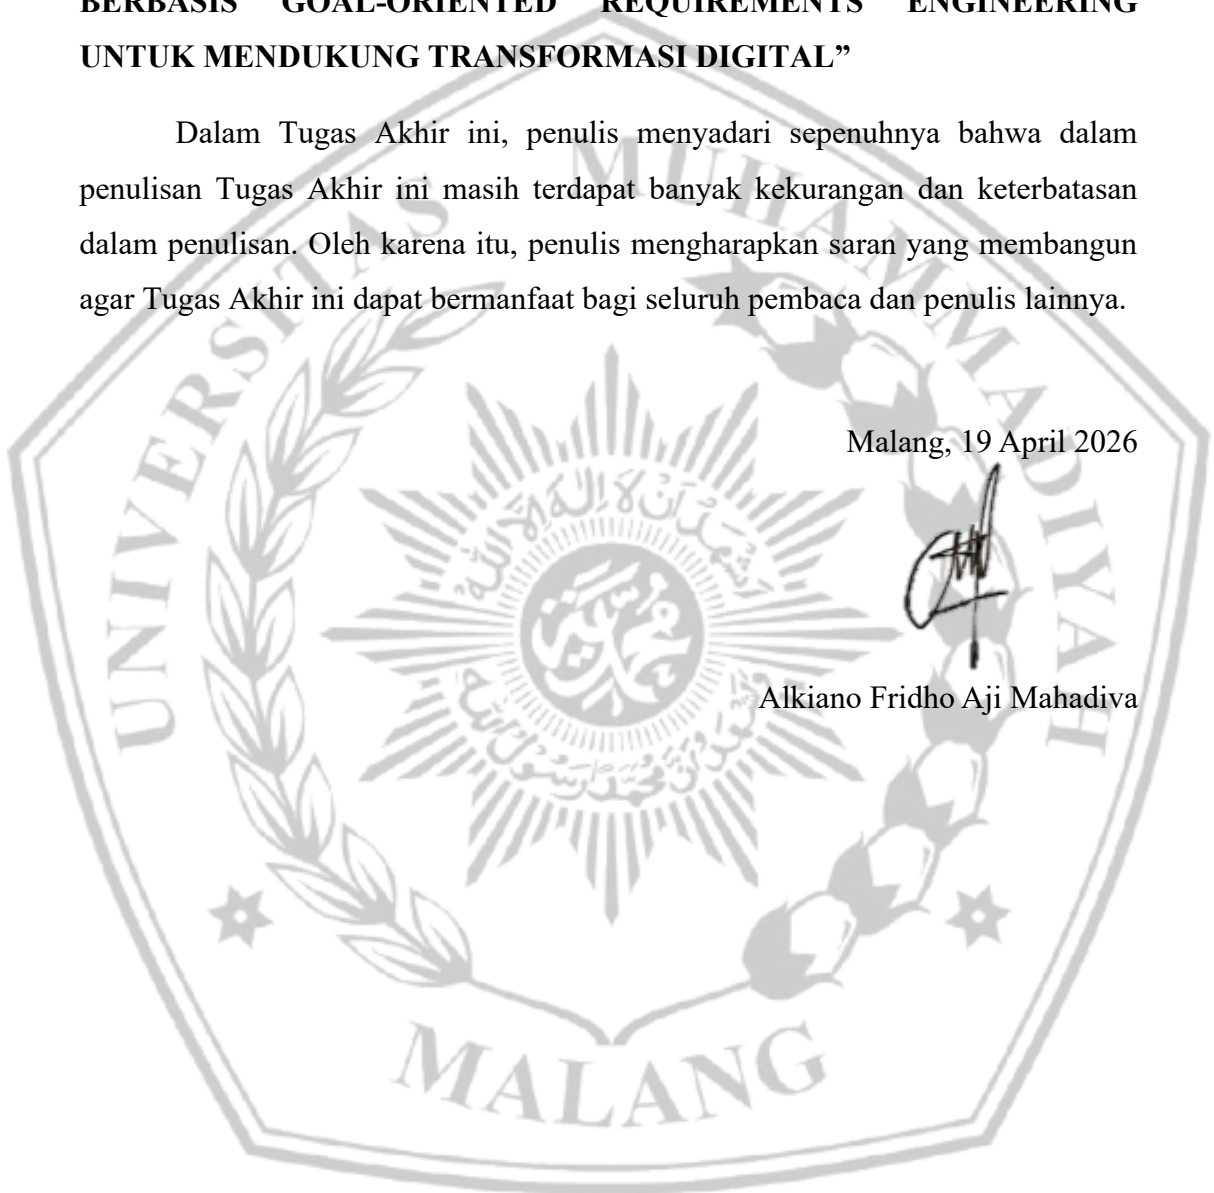 BERBASIS GOAL-ORIENTED REQUIREMENTS ENGINEERING
UNTUK MENDUKUNG TRANSFORMASI DIGITAL”
Dalam Tugas Akhir ini, penulis menyadari sepenuhnya bahwa dalam
penulisan Tugas Akhir ini masih terdapat banyak kekurangan dan keterbatasan
dalam penulisan. Oleh karena itu, penulis mengharapkan saran yang membangun
agar Tugas Akhir ini dapat bermanfaat bagi seluruh pembaca dan penulis lainnya.
Malang, 19 April 2026
Alkiano Fridho Aji Mahadiva
UNIVERSITAS MUHAMMADIYAH
MALANG